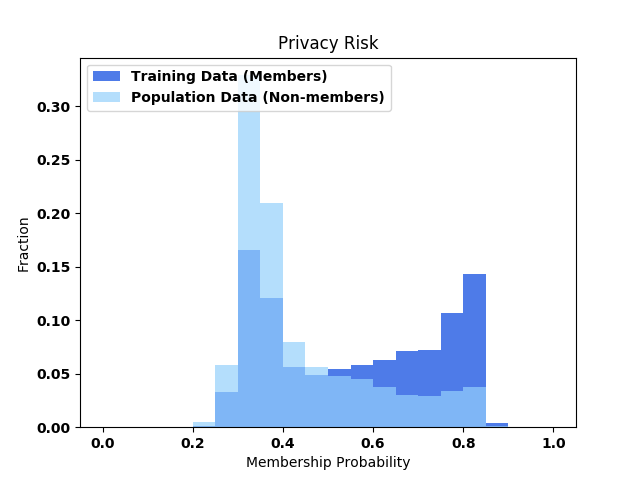 Privacy Risk
Training Data (Members)
Population Data (Non-members)
Fraction
0.30
0.25
0.20
0.15
0.10
0.05
0.00
0.0 0.2 0.4 0.6 0.8 1.0
Membership Probability